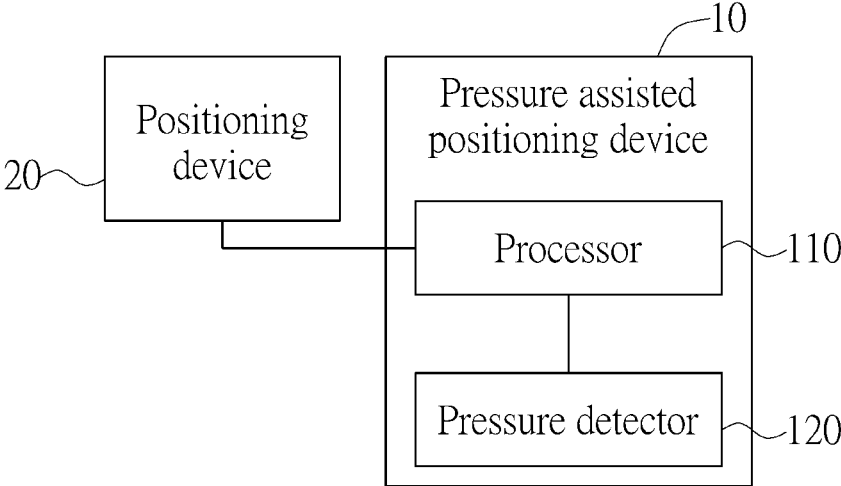 10
Positioning
device
20
Pressure assisted
positioning device
Processor
110
Pressure detector
120